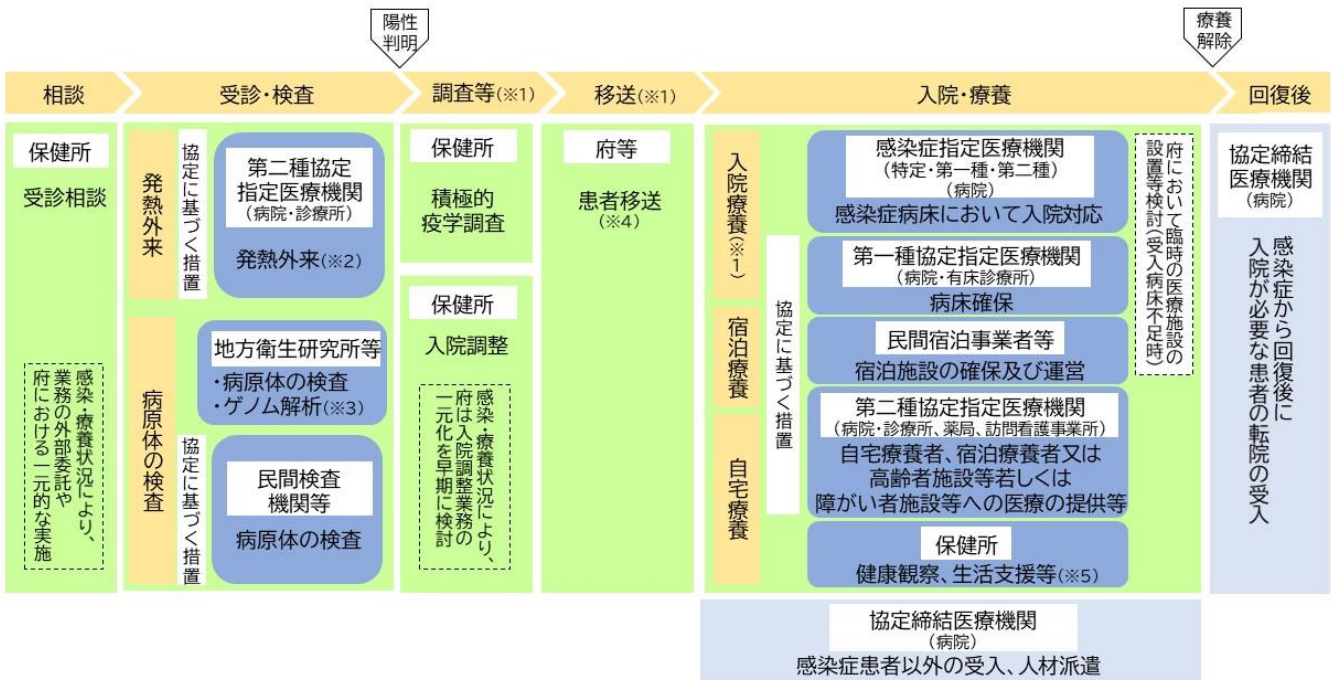 陽性
判明
療養
解除
相談
受診・検査
調査等(※1)
移送(※1)
入院・療養
回復後
保健所
受診相談
感染・療養状況により、
業務の外部委託や
府における一元的な実施
発熱外来
協定に基づく措置
第二種協定
指定医療機関
(病院・診療所)
発熱外来(※2)
病原体の検査
地方衛生研究所等
・病原体の検査
・ゲノム解析(※3)
協定に基づく措置
民間検査
機関等
病原体の検査
保健所
積極的
疫学調査
保健所
入院調整
感染・療養状況により、
府は入院調整業務の
一元化を早期に検討
府等
患者移送
(※4)
入院療養(※1)
宿泊療養
自宅療養
協定に基づく措置
感染症指定医療機関
(特定・第一種・第二種)
(病院)
感染症病床において入院対応
第一種協定指定医療機関
(病院・有床診療所)
病床確保
民間宿泊事業者等
宿泊施設の確保及び運営
第二種協定指定医療機関
(病院・診療所、薬局、訪問看護事業所)
自宅療養者、宿泊療養者又は
高齢者施設等若しくは
障がい者施設等への医療の提供等
保健所
健康観察、生活支援等(※5)
府において臨時の医療施設の
設置等検討(受入病床不足時)
協定締結医療機関
(病院)
感染症患者以外の受入、人材派遣
協定締結
医療機関
(病院)
感染症から回復後に
入院が必要な患者の転院の受入